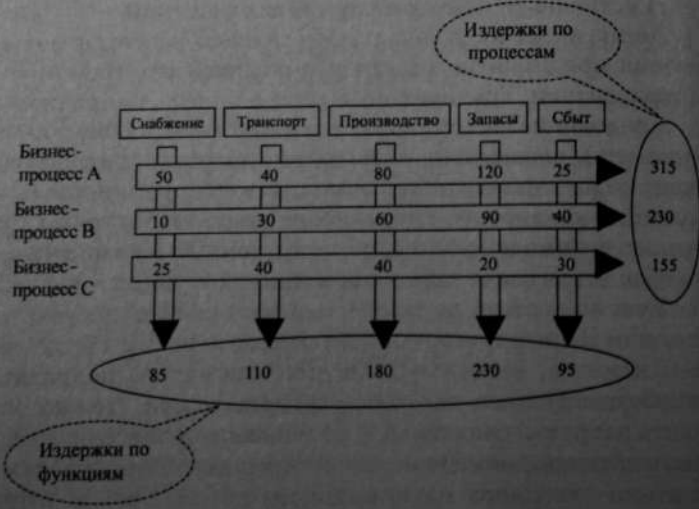 Издержки по
процессам
Снабжение Транспорт Производство Запасы Сбыт
Бизнес-
процесс А 50 40 80 120 25 315
Бизнес-
процесс В 10 30 60 90 40 230
Бизнес-
процесс С 25 40 40 20 30 155
85 110 180 230 95
Издержки по
функциям